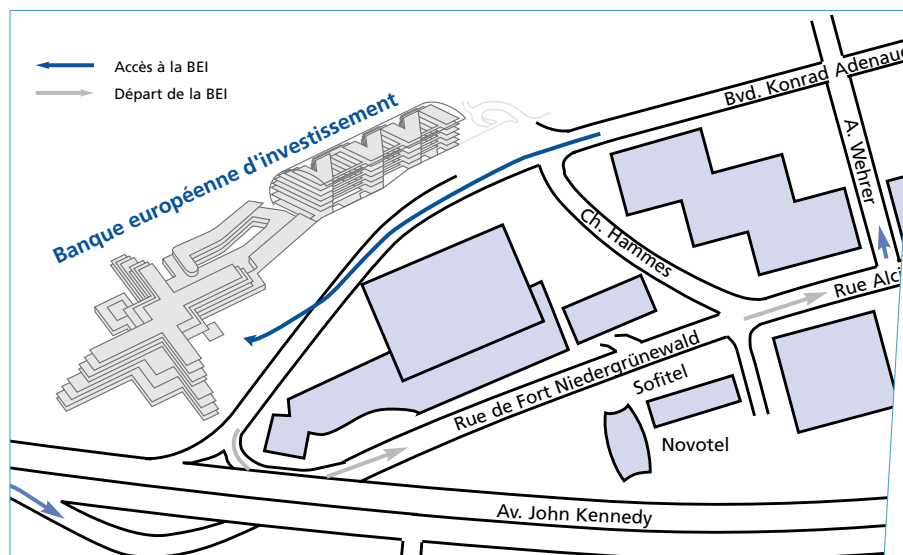 Accès à la BEI
Départ de la BEI
Banque européenne d'investissement
Bvd. Konrad Adenau
A. Wehrer
Ch. Hammes
Rue Alci
Rue de Fort Niedergrünewald
Sofitel
Novotel
Av. John Kennedy